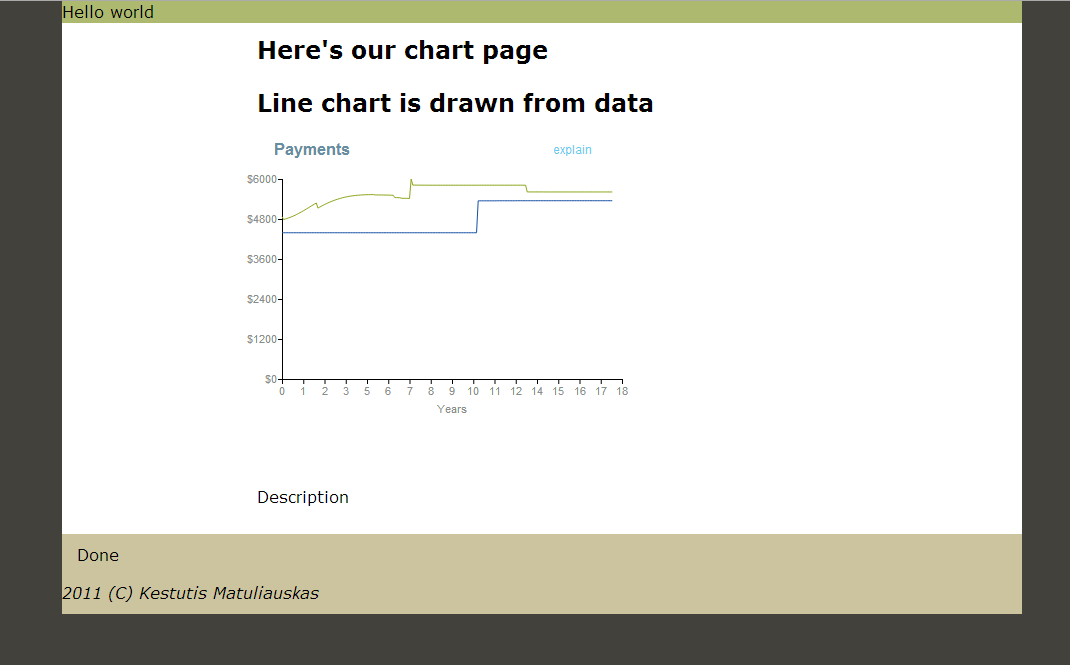 Hello world
Here's our chart page
Line chart is drawn from data
Payments explain
$6000
$4800
$3600
$2400
$1200
$0
0 1 2 3 5 6 7 8 9 10 11 12 14 15 16 17 18
Years
Description
Done
2011 (C) Kestutis Matuliauskas